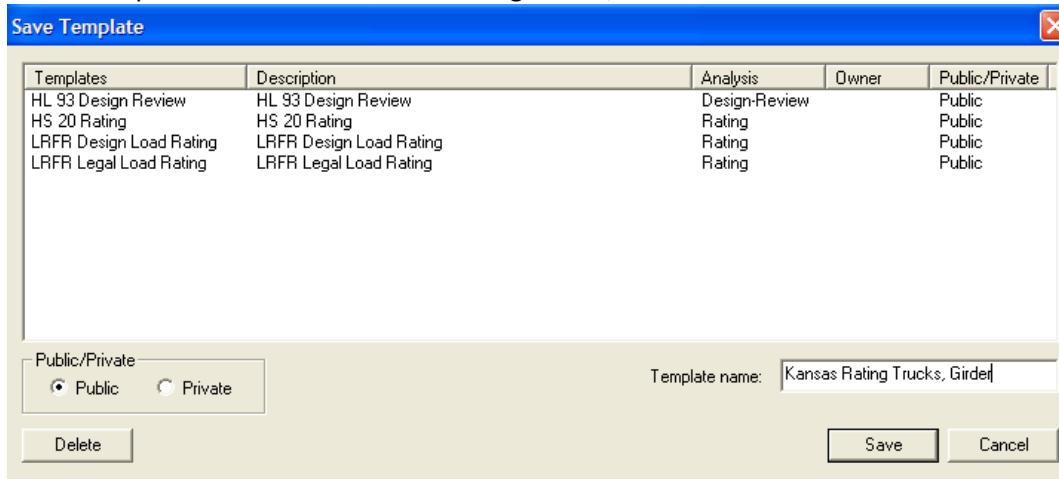 Save Template
Templates Description Analysis Owner Public/Private
HL 93 Design Review HL 93 Design Review Design-Review Public
HS 20 Rating HS 20 Rating Rating Public
LRFR Design Load Rating LRFR Design Load Rating Rating Public
LRFR Legal Load Rating LRFR Legal Load Rating Rating Public
Public/Private
Public Private
Template name: Kansas Rating Trucks, Girder
Delete Save Cancel